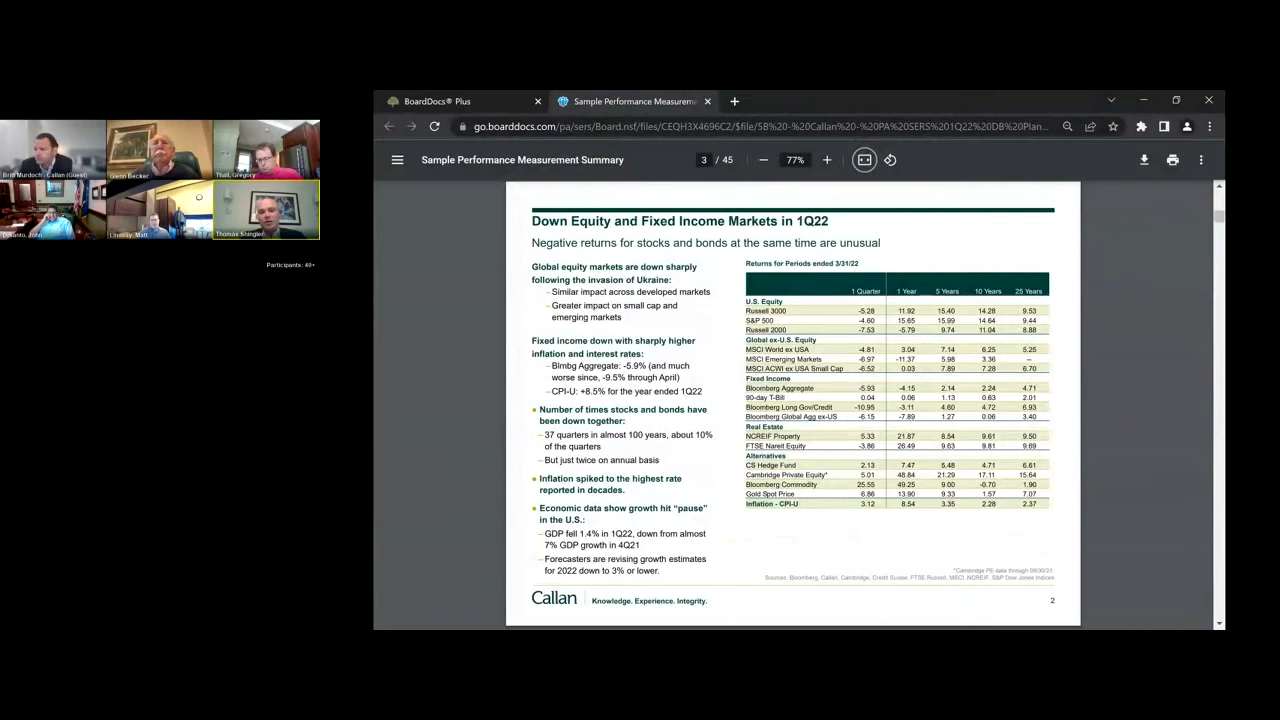 BoardDocs® Plus
Sample Performance Measurem
go.boarddocs.com/pa/sers/Board.nsf/files/CEQH3X4696C2/$file/5B%20-%20Callan%20-%20PA%20SERS%201Q22%20DB%20Plan...
Sample Performance Measurement Summary
3 / 45
77%
Britt Murdoch - Callan (Guest)
Glenn Becker
Thall, Gregory
DiSanto, John
Lindsay, Matt
Thomas Shingler
Participants: 40+
Down Equity and Fixed Income Markets in 1Q22
Negative returns for stocks and bonds at the same time are unusual
Global equity markets are down sharply
following the invasion of Ukraine:
–Similar impact across developed markets
–Greater impact on small cap and
emerging markets
Fixed income down with sharply higher
inflation and interest rates:
–Blmbg Aggregate: -5.9% (and much
worse since, -9.5% through April)
–CPI-U: +8.5% for the year ended 1Q22
● Number of times stocks and bonds have
been down together:
–37 quarters in almost 100 years, about 10%
of the quarters
–But just twice on annual basis
● Inflation spiked to the highest rate
reported in decades.
● Economic data show growth hit “pause”
in the U.S.:
–GDP fell 1.4% in 1Q22, down from almost
7% GDP growth in 4Q21
–Forecasters are revising growth estimates
for 2022 down to 3% or lower.
Returns for Periods ended 3/31/22
1 Quarter 1 Year 5 Years 10 Years 25 Years
U.S. Equity
Russell 3000 -5.28 11.92 15.40 14.28 9.53
S&P 500 -4.60 15.65 15.99 14.64 9.44
Russell 2000 -7.53 -5.79 9.74 11.04 8.88
Global ex-U.S. Equity
MSCI World ex USA -4.81 3.04 7.14 6.25 5.25
MSCI Emerging Markets -6.97 -11.37 5.98 3.36 --
MSCI ACWI ex USA Small Cap -6.52 0.03 7.89 7.28 6.70
Fixed Income
Bloomberg Aggregate -5.93 -4.15 2.14 2.24 4.71
90-day T-Bill 0.04 0.06 1.13 0.63 2.01
Bloomberg Long Gov/Credit -10.95 -3.11 4.60 4.72 6.93
Bloomberg Global Agg ex-US -6.15 -7.89 1.27 0.06 3.40
Real Estate
NCREIF Property 5.33 21.87 8.54 9.61 9.50
FTSE Nareit Equity -3.86 26.49 9.63 9.81 9.69
Alternatives
CS Hedge Fund 2.13 7.47 5.48 4.71 6.61
Cambridge Private Equity* 5.01 48.84 21.29 17.11 15.64
Bloomberg Commodity 25.55 49.25 9.00 -0.70 1.90
Gold Spot Price 6.86 13.90 9.33 1.57 7.07
Inflation - CPI-U 3.12 8.54 3.35 2.28 2.37
*Cambridge PE data through 09/30/21
Sources: Bloomberg, Callan, Cambridge, Credit Suisse, FTSE Russell, MSCI, NCREIF, S&P Dow Jones Indices
Callan
Knowledge. Experience. Integrity.
2